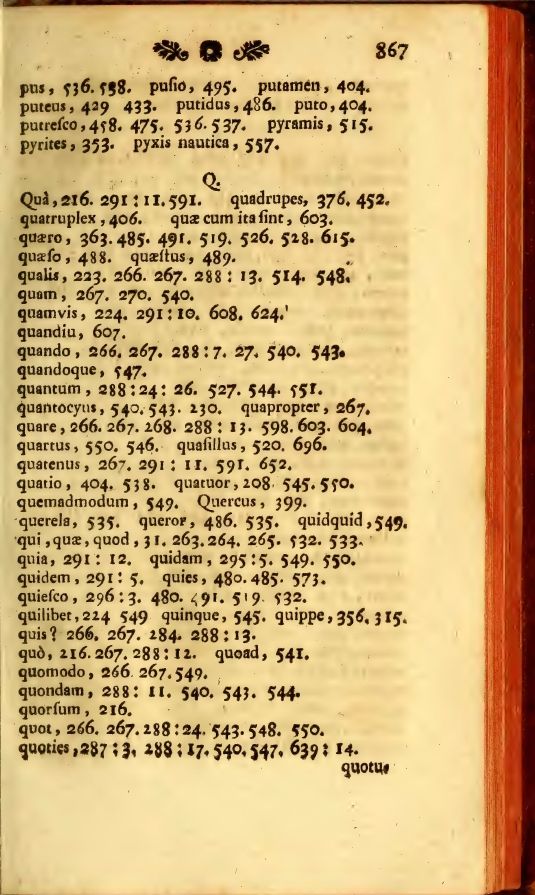 867
pus, 536. 538. puſio, 495. putamen, 404.
puteus, 429 433. putidus, 486. puto, 404.
putreſco, 458. 475. 536. 537. pyramis, 515.
pyrites, 353. pyxis nautica, 557.
Q.
Quà, 216. 291 : 11. 591. quadrupes, 376. 452.
quatruplex, 406. quæ cum ita ſint, 603.
quæro, 363. 485. 491. 519. 526. 528. 615.
quæſo, 488. quæſtus, 489.
qualis, 223. 266. 267. 288 : 13. 514. 548.
quam, 267. 270. 540.
quamvis, 224. 291 : 10. 608. 624.
quandiu, 607.
quando, 266. 267. 288 : 7. 27. 540. 543.
quandoque, 547.
quantum, 288 : 24 : 26. 527. 544. 551.
quantocyus, 540. 543. 230. quapropter, 267.
quare, 266. 267. 268. 288 : 13. 598. 603. 604.
quartus, 550. 546. quaſillus, 520. 696.
quatenus, 267. 291 : 11. 591. 652.
quatio, 404. 538. quatuor, 208. 545. 550.
quemadmodum, 549. Quercus, 399.
querela, 535. queror, 486. 535. quidquid, 549.
qui, quæ, quod, 31. 263. 264. 265. 532. 533.
quia, 291 : 12. quidam, 295 : 5. 549. 550.
quidem, 291 : 5. quies, 480. 485. 573.
quieſco, 296 : 3. 480. 491. 519. 532.
quilibet, 224 549 quinque, 545. quippe, 356. 315.
quis? 266. 267. 284. 288 : 13.
quò, 216. 267. 288 : 12. quoad, 541.
quomodo, 266. 267. 549.
quondam, 288 : 11. 540. 543. 544.
quorſum, 216.
quot, 266. 267. 288 : 24. 543. 548. 550.
quoties, 287 : 3. 288 : 17. 540. 547. 639 : 14.
quotus